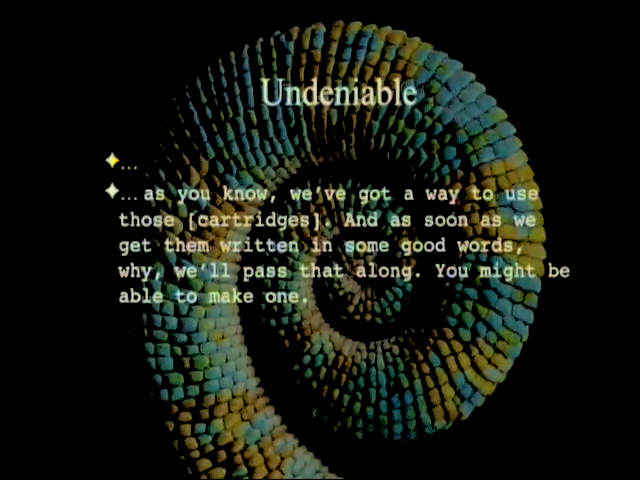 Undeniable
...
... as you know, we've got a way to use
those [cartridges]. And as soon as we
get them written in some good words,
why, we'll pass that along. You might be
able to make one.